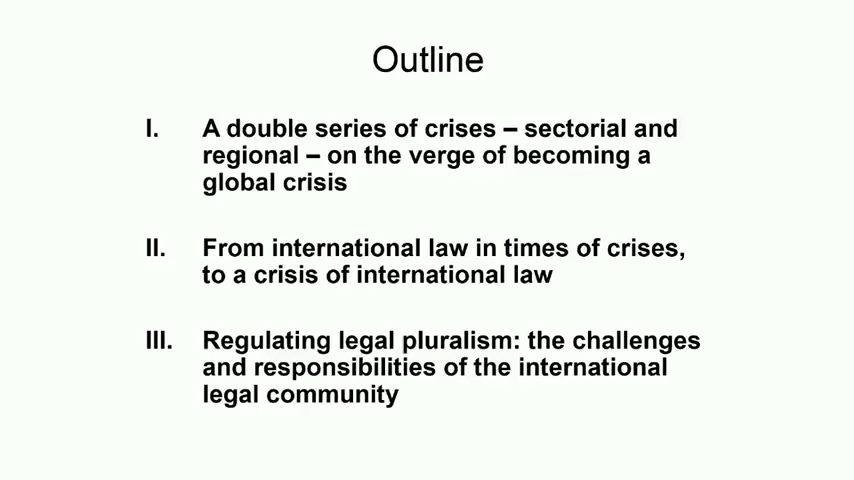 Outline
I. A double series of crises – sectorial and
regional – on the verge of becoming a
global crisis
II. From international law in times of crises,
to a crisis of international law
III. Regulating legal pluralism: the challenges
and responsibilities of the international
legal community